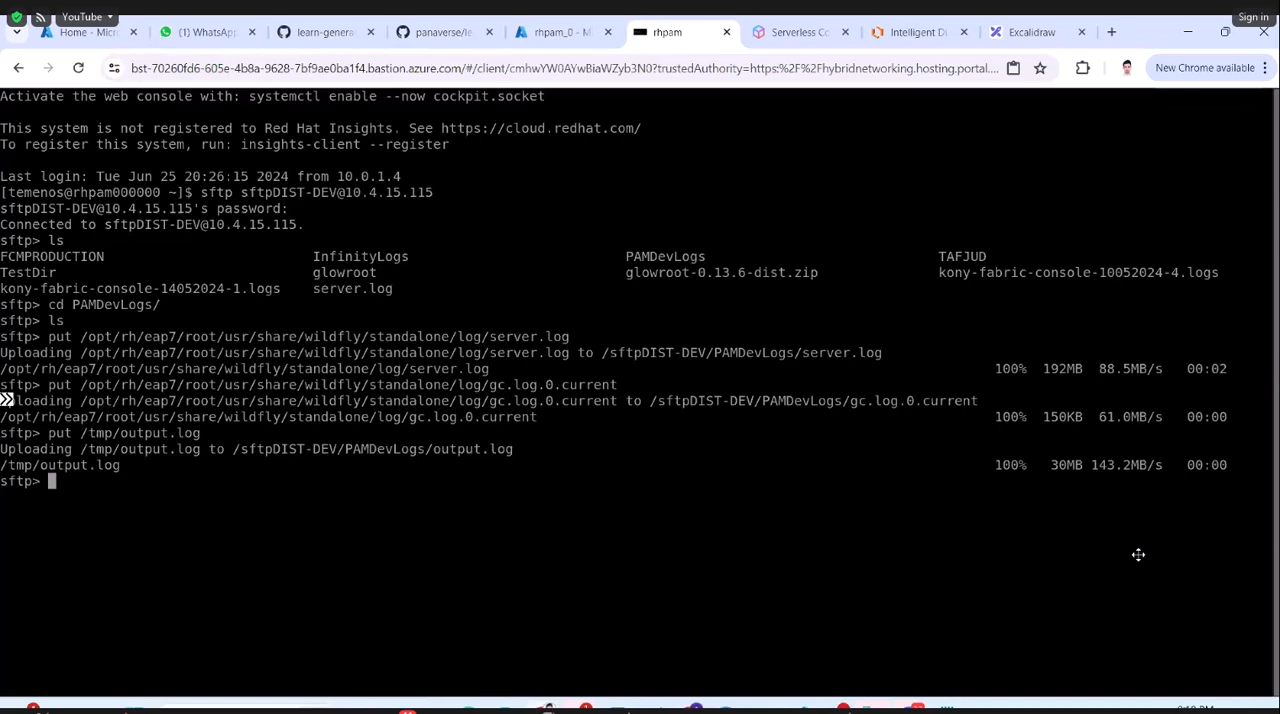 YouTube
Sign in
Home - Micro
(1) WhatsApp
learn-genera
panaverse/le
rhpam_0 - M
rhpam
Serverless Co
Intelligent D
Excalidraw
bst-70260fd6-605e-4b8a-9628-7bf9ae0ba1f4.bastion.azure.com/#/client/cmhwYW0AYwBiaWZyb3N0?trustedAuthority=https:%2F%2Fhybridnetworking.hosting.portal....
New Chrome available
Activate the web console with: systemctl enable --now cockpit.socket
This system is not registered to Red Hat Insights. See https://cloud.redhat.com/
To register this system, run: insights-client --register
Last login: Tue Jun 25 20:26:15 2024 from 10.0.1.4
[temenos@rhpam000000 ~]$ sftp sftpDIST-DEV@10.4.15.115
sftpDIST-DEV@10.4.15.115's password:
Connected to sftpDIST-DEV@10.4.15.115.
sftp> ls
FCMPRODUCTION InfinityLogs PAMDevLogs TAFJUD
TestDir glowroot glowroot-0.13.6-dist.zip kony-fabric-console-10052024-4.logs
kony-fabric-console-14052024-1.logs server.log
sftp> cd PAMDevLogs/
sftp> ls
sftp> put /opt/rh/eap7/root/usr/share/wildfly/standalone/log/server.log
Uploading /opt/rh/eap7/root/usr/share/wildfly/standalone/log/server.log to /sftpDIST-DEV/PAMDevLogs/server.log
/opt/rh/eap7/root/usr/share/wildfly/standalone/log/server.log 100% 192MB 88.5MB/s 00:02
sftp> put /opt/rh/eap7/root/usr/share/wildfly/standalone/log/gc.log.0.current
Uploading /opt/rh/eap7/root/usr/share/wildfly/standalone/log/gc.log.0.current to /sftpDIST-DEV/PAMDevLogs/gc.log.0.current
/opt/rh/eap7/root/usr/share/wildfly/standalone/log/gc.log.0.current 100% 150KB 61.0MB/s 00:00
sftp> put /tmp/output.log
Uploading /tmp/output.log to /sftpDIST-DEV/PAMDevLogs/output.log
/tmp/output.log 100% 30MB 143.2MB/s 00:00
sftp>